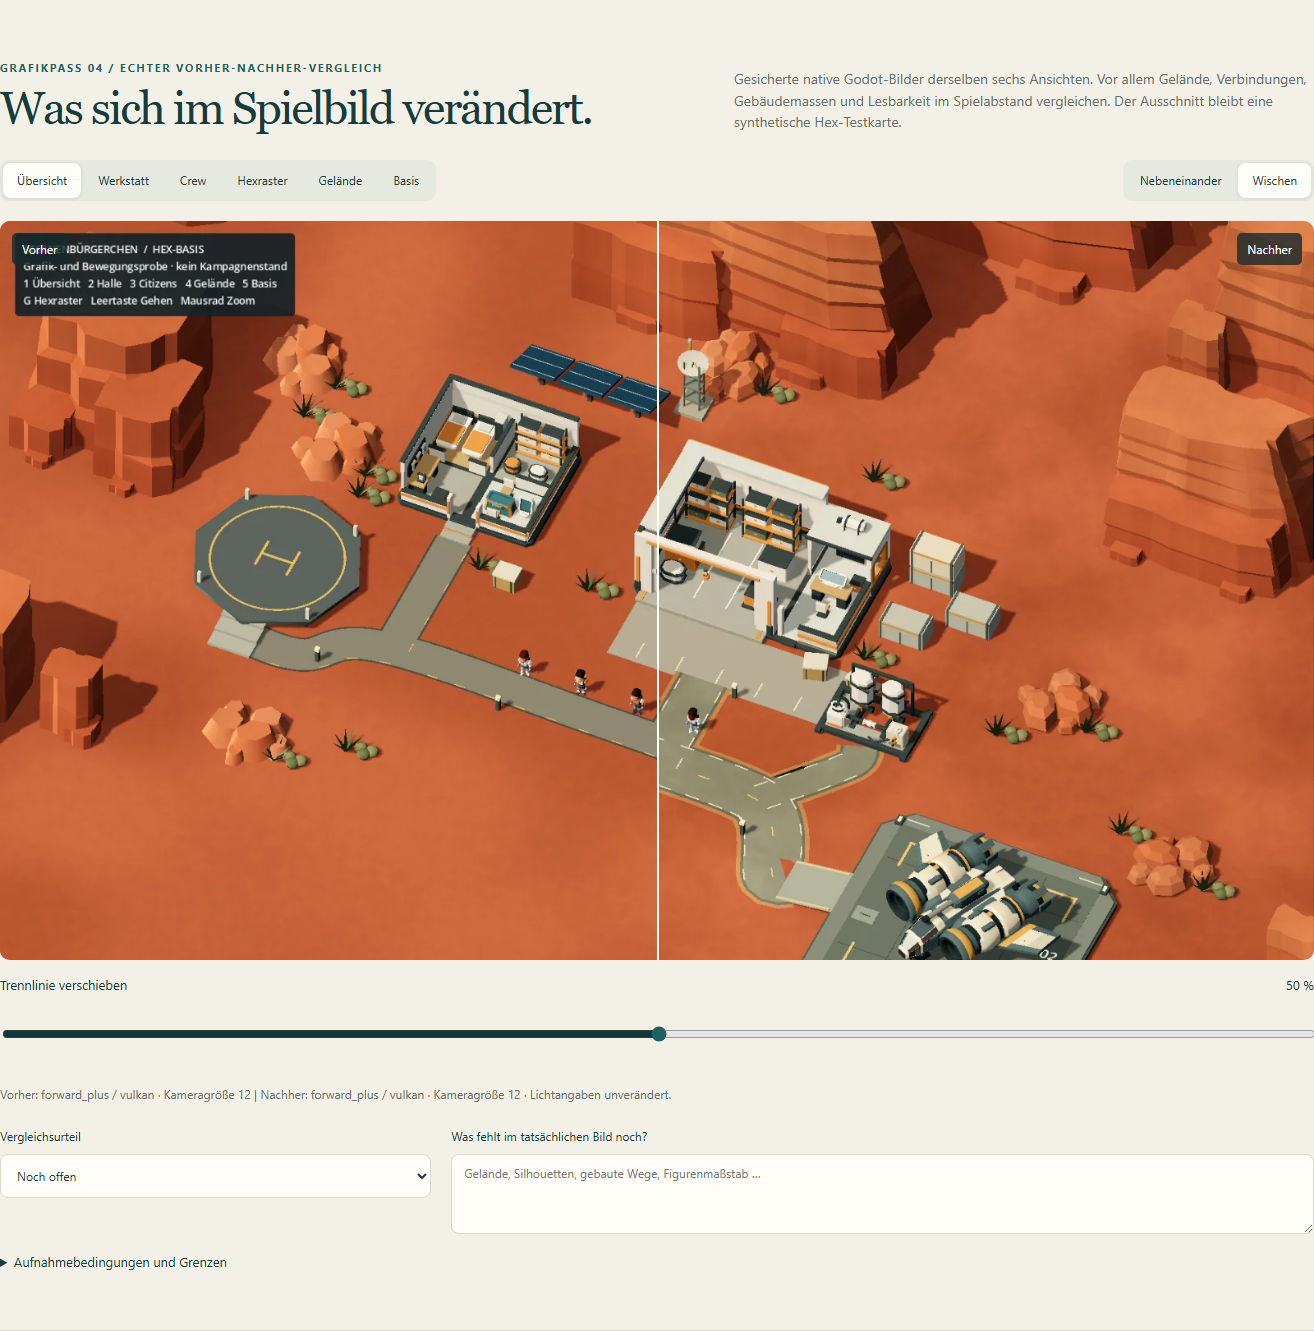 GRAFIKPASS 04 / ECHTER VORHER-NACHHER-VERGLEICH
Was sich im Spielbild verändert.
Gesicherte native Godot-Bilder derselben sechs Ansichten. Vor allem Gelände, Verbindungen,
Gebäudemassen und Lesbarkeit im Spielabstand vergleichen. Der Ausschnitt bleibt eine
synthetische Hex-Testkarte.
Übersicht Werkstatt Crew Hexraster Gelände Basis
Nebeneinander Wischen
Vorher NBÜRGERCHEN / HEX-BASIS
Grafik- und Bewegungsprobe · kein Kampagnenstand
1 Übersicht 2 Halle 3 Citizens 4 Gelände 5 Basis
G Hexraster Leertaste Gehen Mausrad Zoom
Nachher
H
02
Trennlinie verschieben
50 %
Vorher: forward_plus / vulkan · Kameragröße 12 | Nachher: forward_plus / vulkan · Kameragröße 12 · Lichtangaben unverändert.
Vergleichsurteil
Was fehlt im tatsächlichen Bild noch?
Noch offen
Gelände, Silhouetten, gebaute Wege, Figurenmaßstab ...
Aufnahmebedingungen und Grenzen